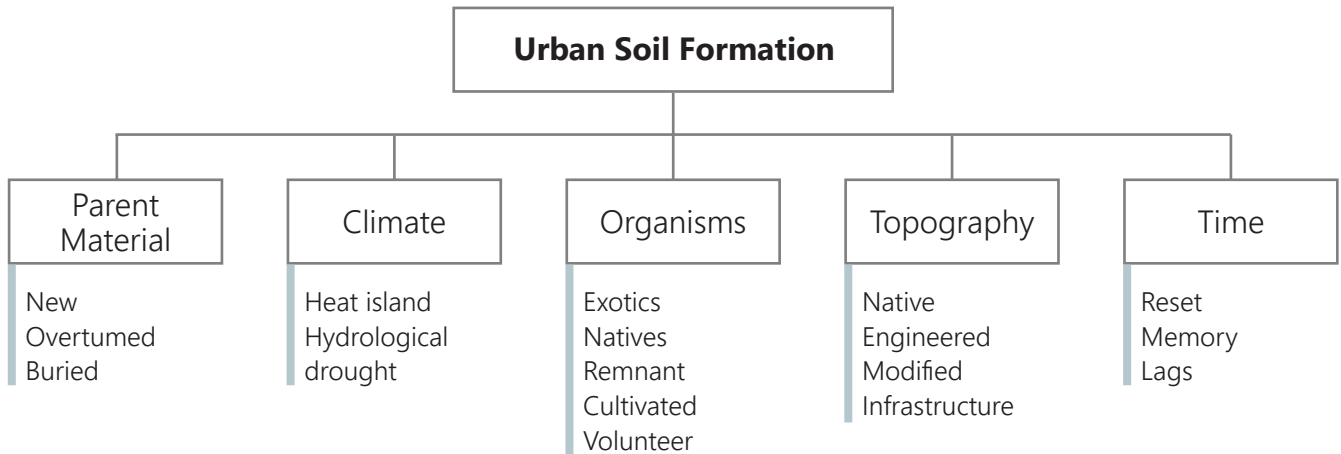 Urban Soil Formation
Parent
Material
New
Overtumed
Buried
Climate
Heat island
Hydrological
drought
Organisms
Exotics
Natives
Remnant
Cultivated
Volunteer
Topography
Native
Engineered
Modified
Infrastructure
Time
Reset
Memory
Lags